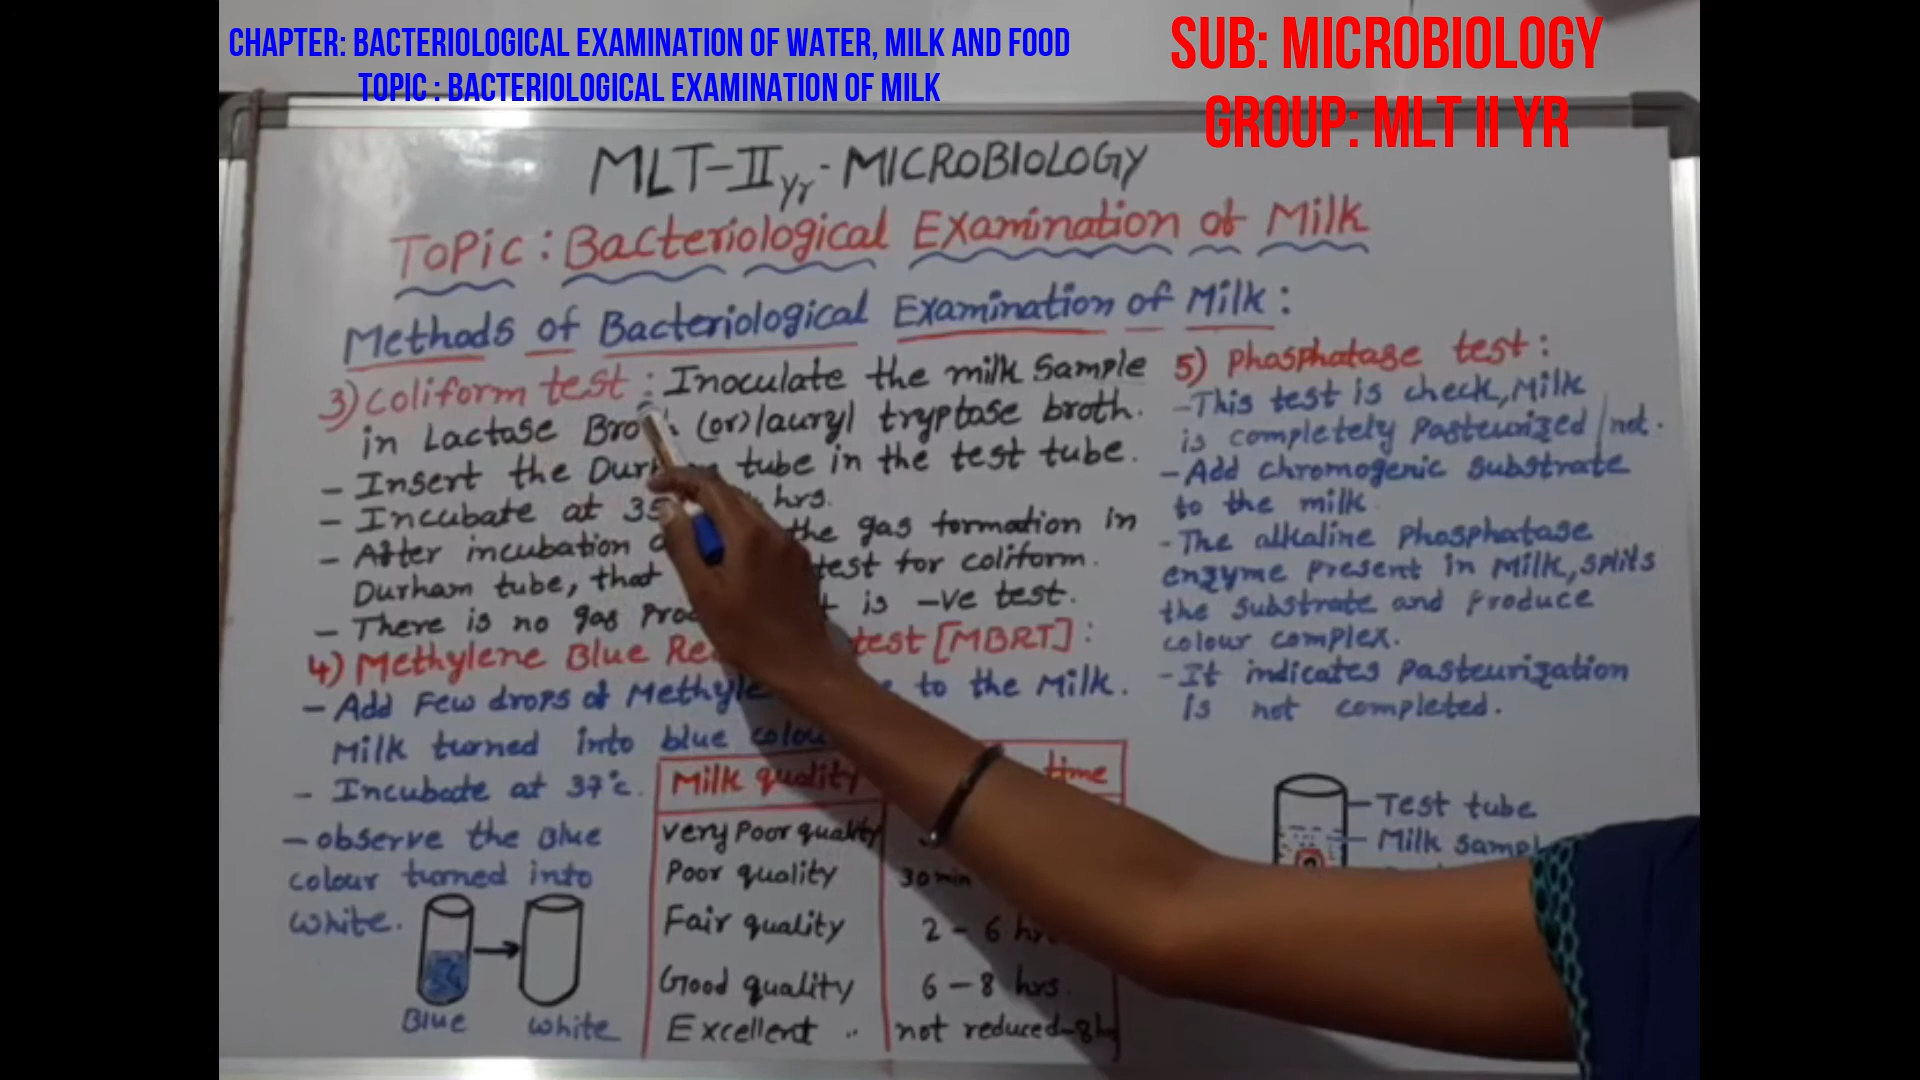 CHAPTER: BACTERIOLOGICAL EXAMINATION OF WATER, MILK AND FOOD
TOPIC : BACTERIOLOGICAL EXAMINATION OF MILK
SUB: MICROBIOLOGY
GROUP: MLT II YR
MLT-II yr - MICROBIOLOGY
TOPIC : Bacteriological Examination of Milk
Methods of Bacteriological Examination of Milk :
3) Coliform test : Inoculate the milk Sample
in Lactose (or) lauryl tryptose broth.
- Insert the tube in the test tube.
- Incubate at 35 hrs.
- After incubation the gas formation in
Durham tube, that test for coliform.
- There is no gas is -ve test.
4) Methylene Blue test [MBRT] :
- Add Few drops of to the Milk.
Milk turned into blue
- Incubate at 37°c.
- observe the Blue
colour turned into
white.
Blue white
Milk quality time
very Poor quality
Poor quality 30 min
Fair quality 2 - 6
Good quality 6 - 8 hrs.
Excellent .. not reduced-8h
5) Phosphatase test :
- This test is check, Milk
is completely Pasteurized / not.
- Add chromogenic substrate
to the milk.
- The alkaline Phosphatase
enzyme present in Milk, splits
the substrate and Produce
colour complex.
- It indicates Pasteurization
is not completed.
Test tube
Milk